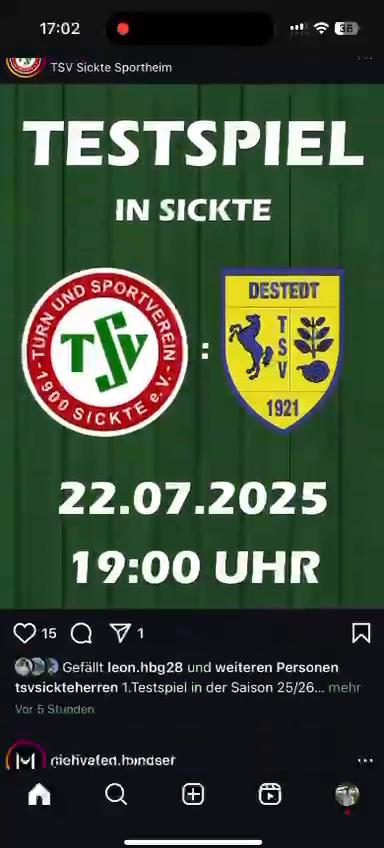 17:02
36
TSV Sickte Sportheim
TESTSPIEL
IN SICKTE
TURN UND SPORTVEREIN
TSV
- 1900 SICKTE e.V. -
:
DESTEDT
TSV
1921
22.07.2025
19:00 UHR
15
1
Gefällt leon.hbg28 und weiteren Personen
tsvsickteherren 1.Testspiel in der Saison 25/26... mehr
Vor 5 Stunden